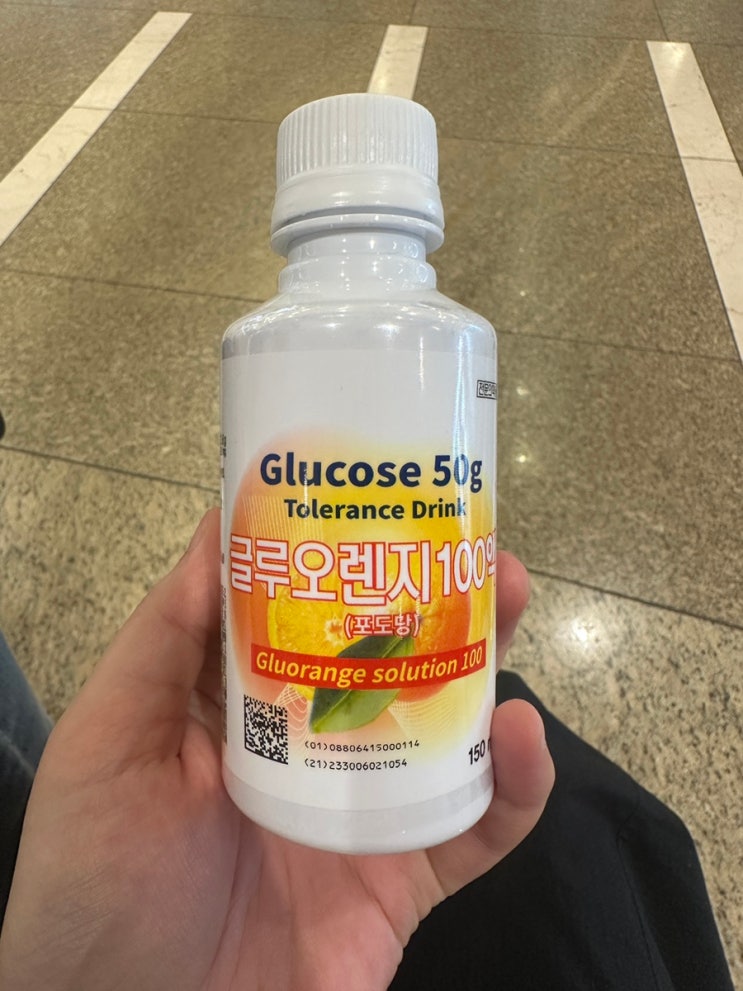 Glucose 50g
Tolerance Drink
글루오렌지100액
(포도당)
Gluorange solution 100
(01)08806415000114
(21)233006021054
150